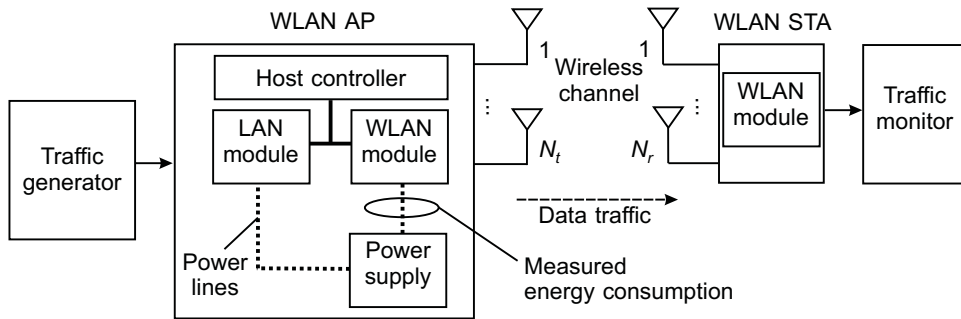 WLAN AP
WLAN STA
Traffic
generator
Host controller
LAN
module
WLAN
module
Power
supply
Power
lines
Measured
energy consumption
1
⋮
N_t
Wireless
channel
Data traffic
1
⋮
N_r
WLAN
module
Traffic
monitor